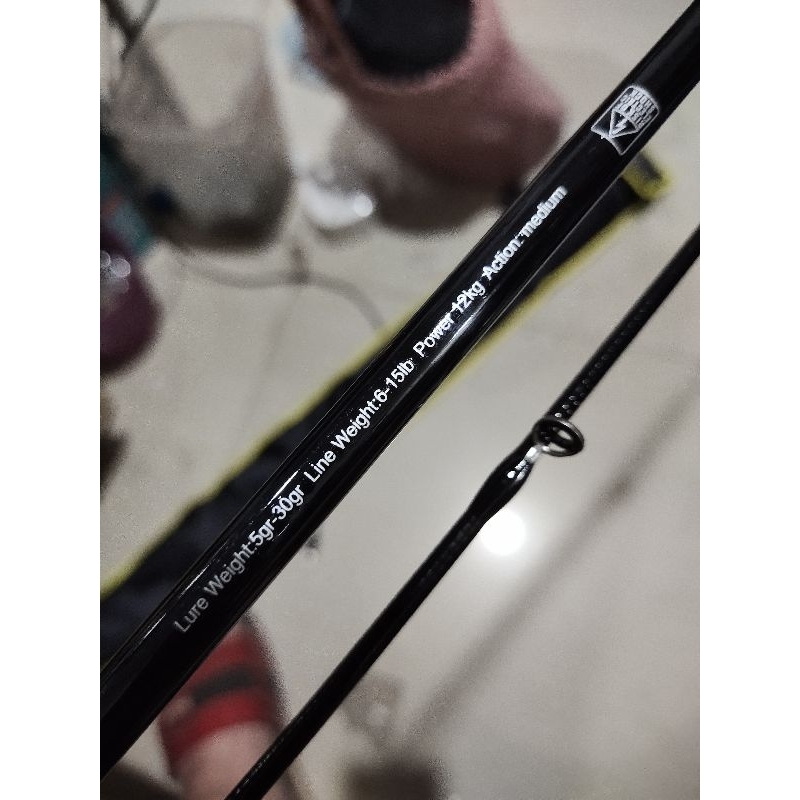 Lure Weight:5gr-30gr Line Weight:6-15lb Power 12kg Action: medium